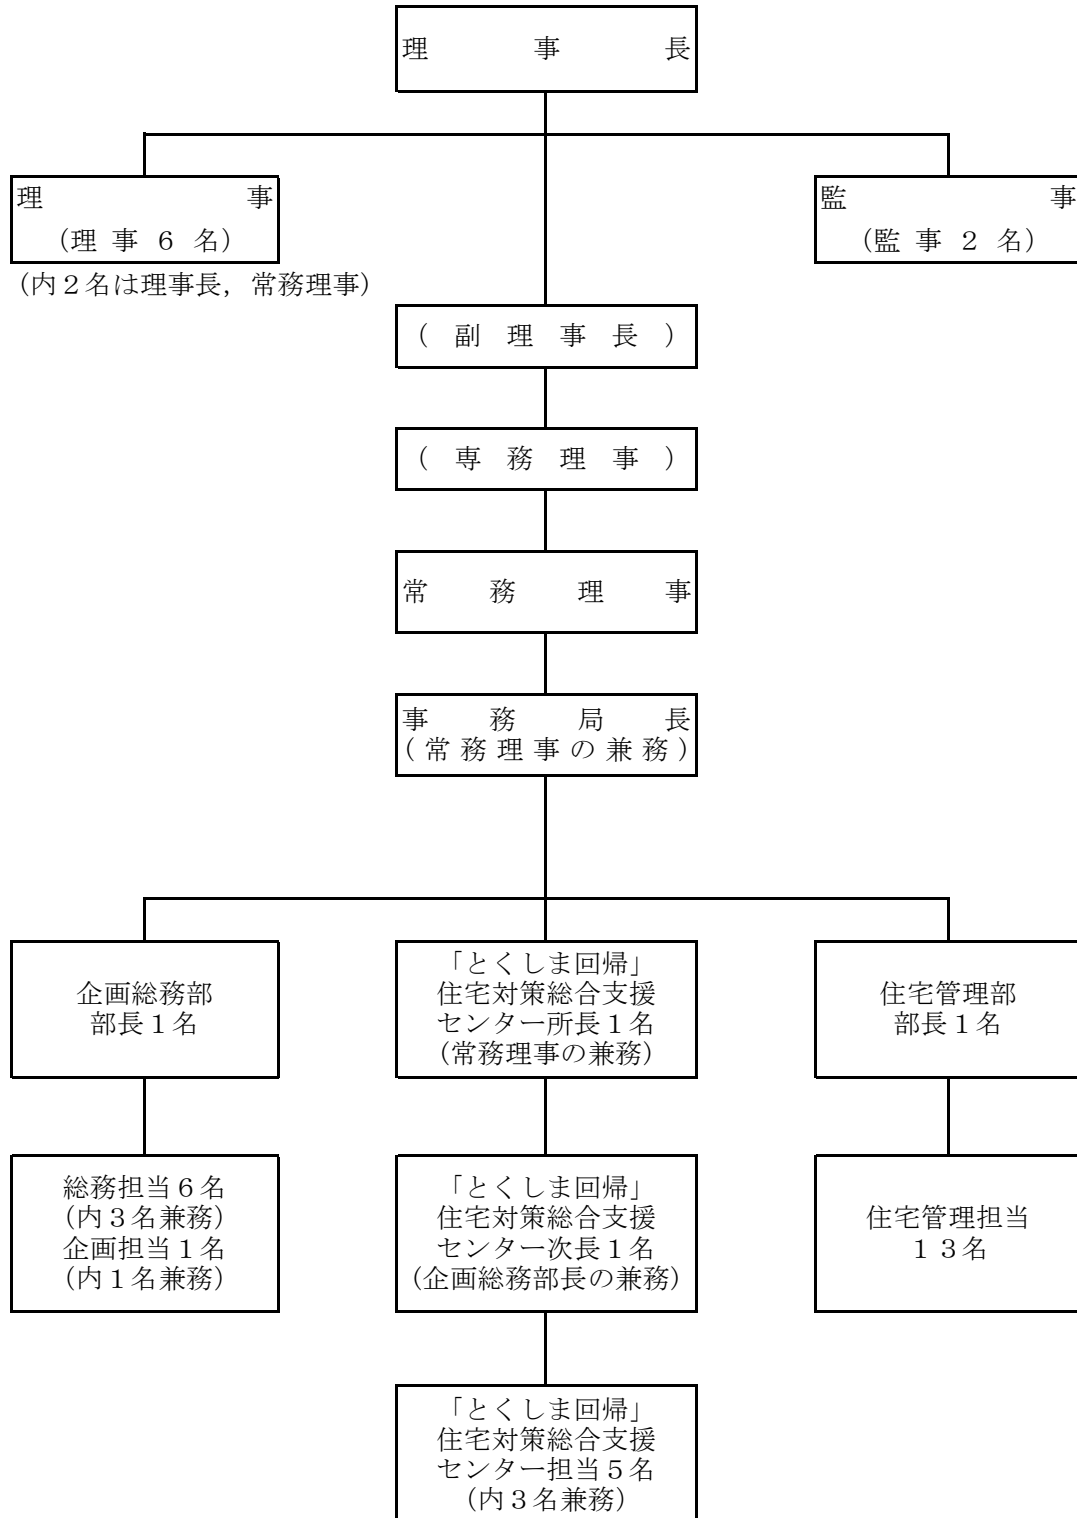 理事長
理事
(理事６名)
(内２名は理事長，常務理事)
監事
(監事２名)
(副理事長)
(専務理事)
常務理事
事務局長
(常務理事の兼務)
企画総務部
部長１名
「とくしま回帰」
住宅対策総合支援
センター所長１名
(常務理事の兼務)
住宅管理部
部長１名
総務担当６名
(内３名兼務)
企画担当１名
(内１名兼務)
「とくしま回帰」
住宅対策総合支援
センター次長１名
(企画総務部長の兼務)
住宅管理担当
１３名
「とくしま回帰」
住宅対策総合支援
センター担当５名
(内３名兼務)